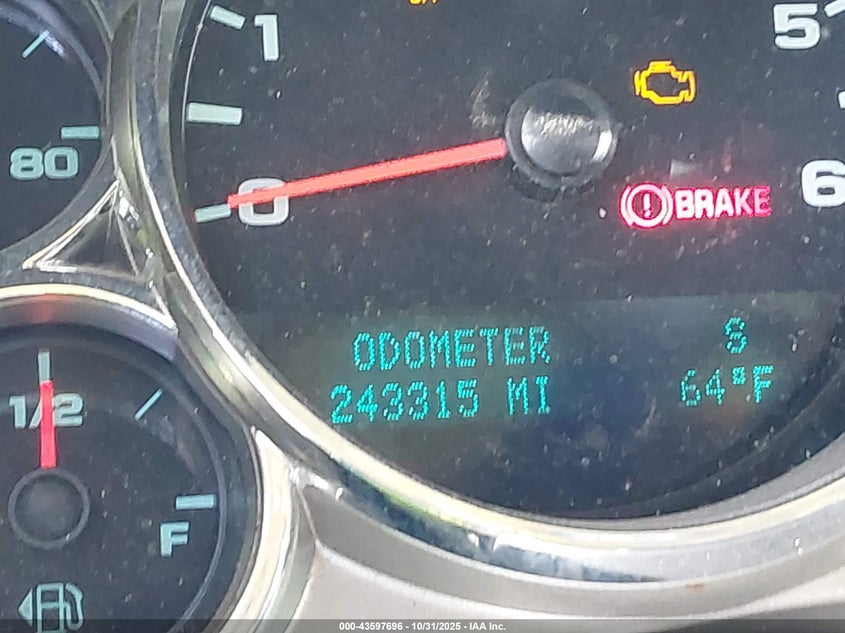 1
5
80
0
BRAKE
6
ODOMETER S
243315 MI 64°F
1/2
F
000-43597696 - 10/31/2025 - IAA Inc.